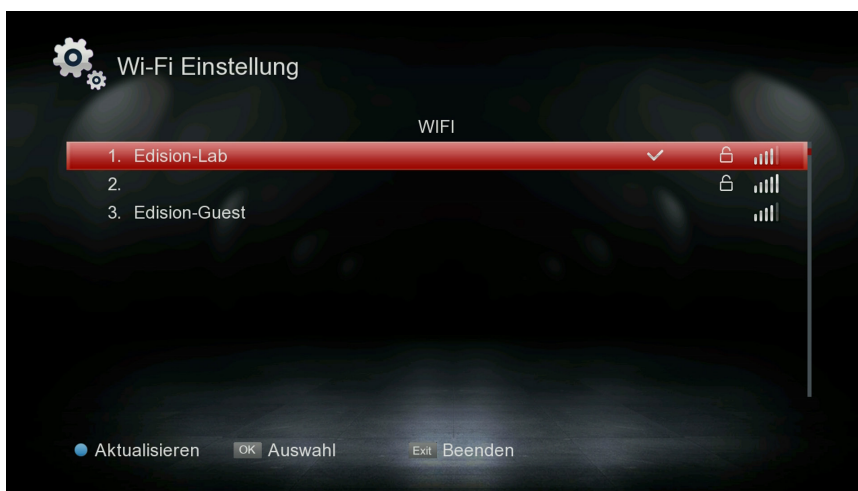 Wi-Fi Einstellung
WIFI
1. Edision-Lab
2.
3. Edision-Guest
Aktualisieren OK Auswahl Exit Beenden